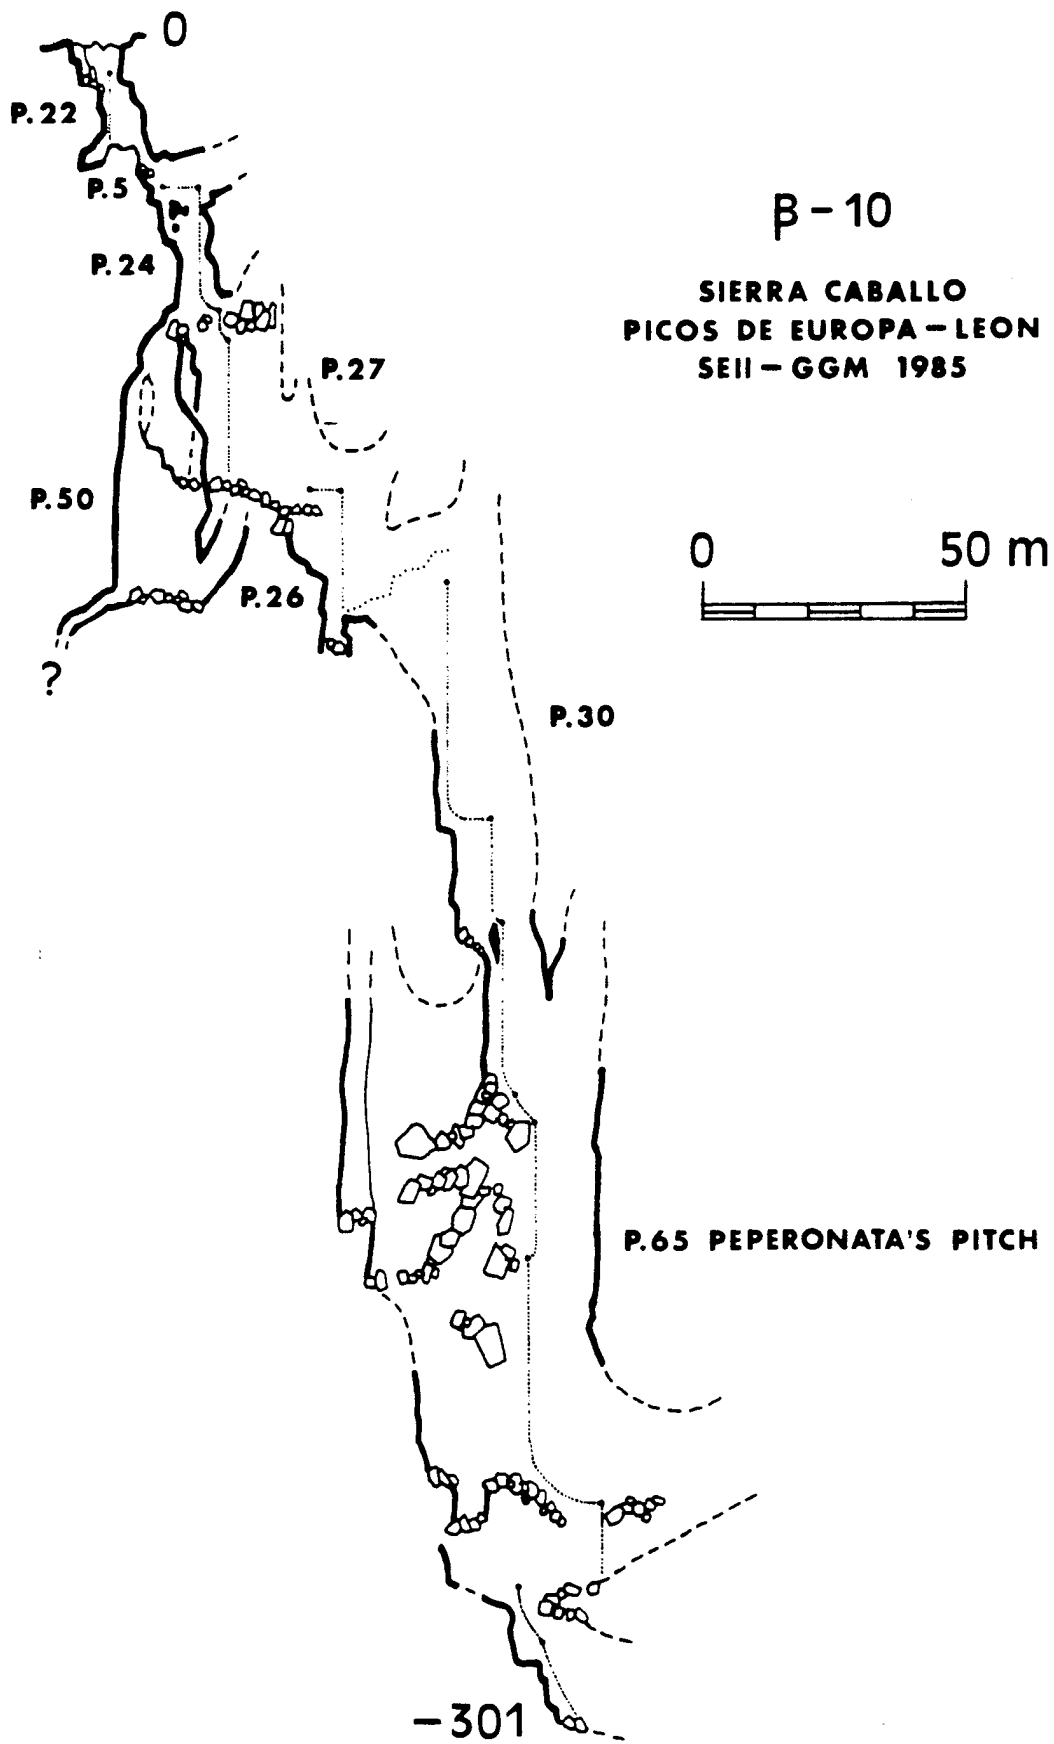 0
P.22
P.5
β-10
P.24
SIERRA CABALLO
PICOS DE EUROPA-LEON
SEII-GGM 1985
P.27
P.50
0 50 m
P.26
?
P.30
P.65 PEPERONATA'S PITCH
-301